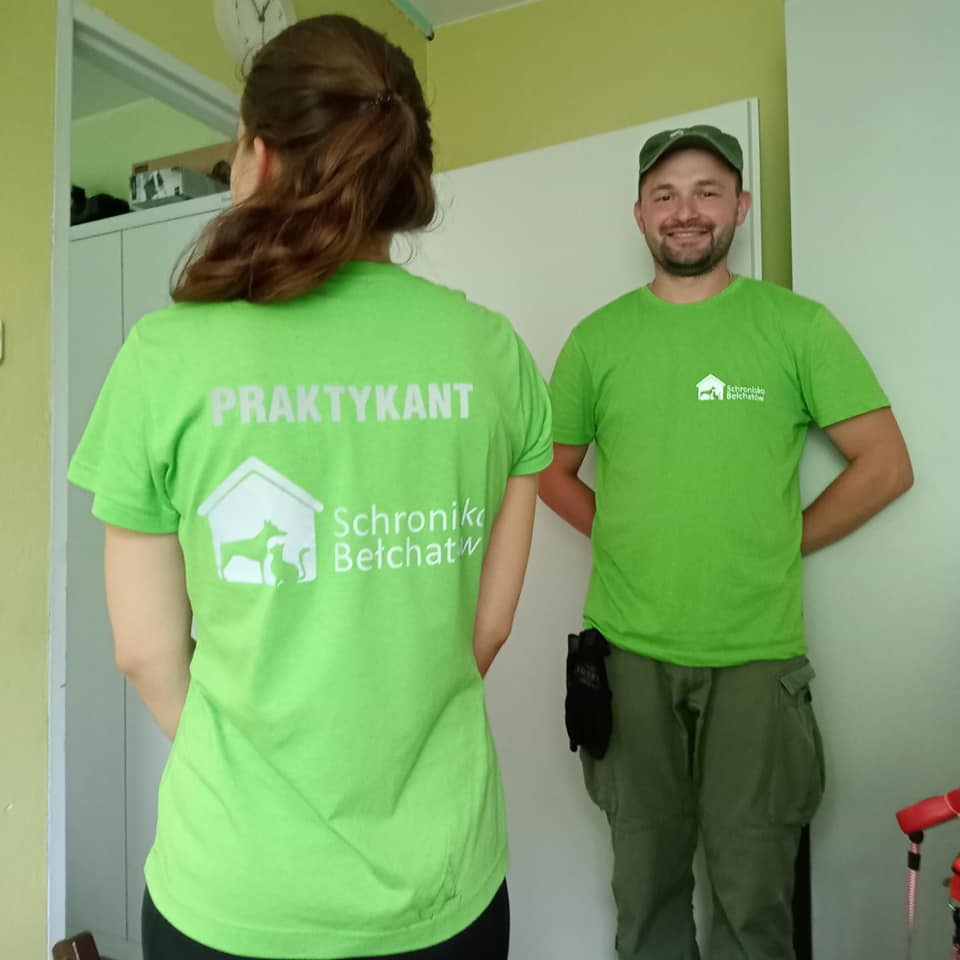 PRAKTYKANT
Schronisko
Bełchatów
Schronisko
Bełchatów